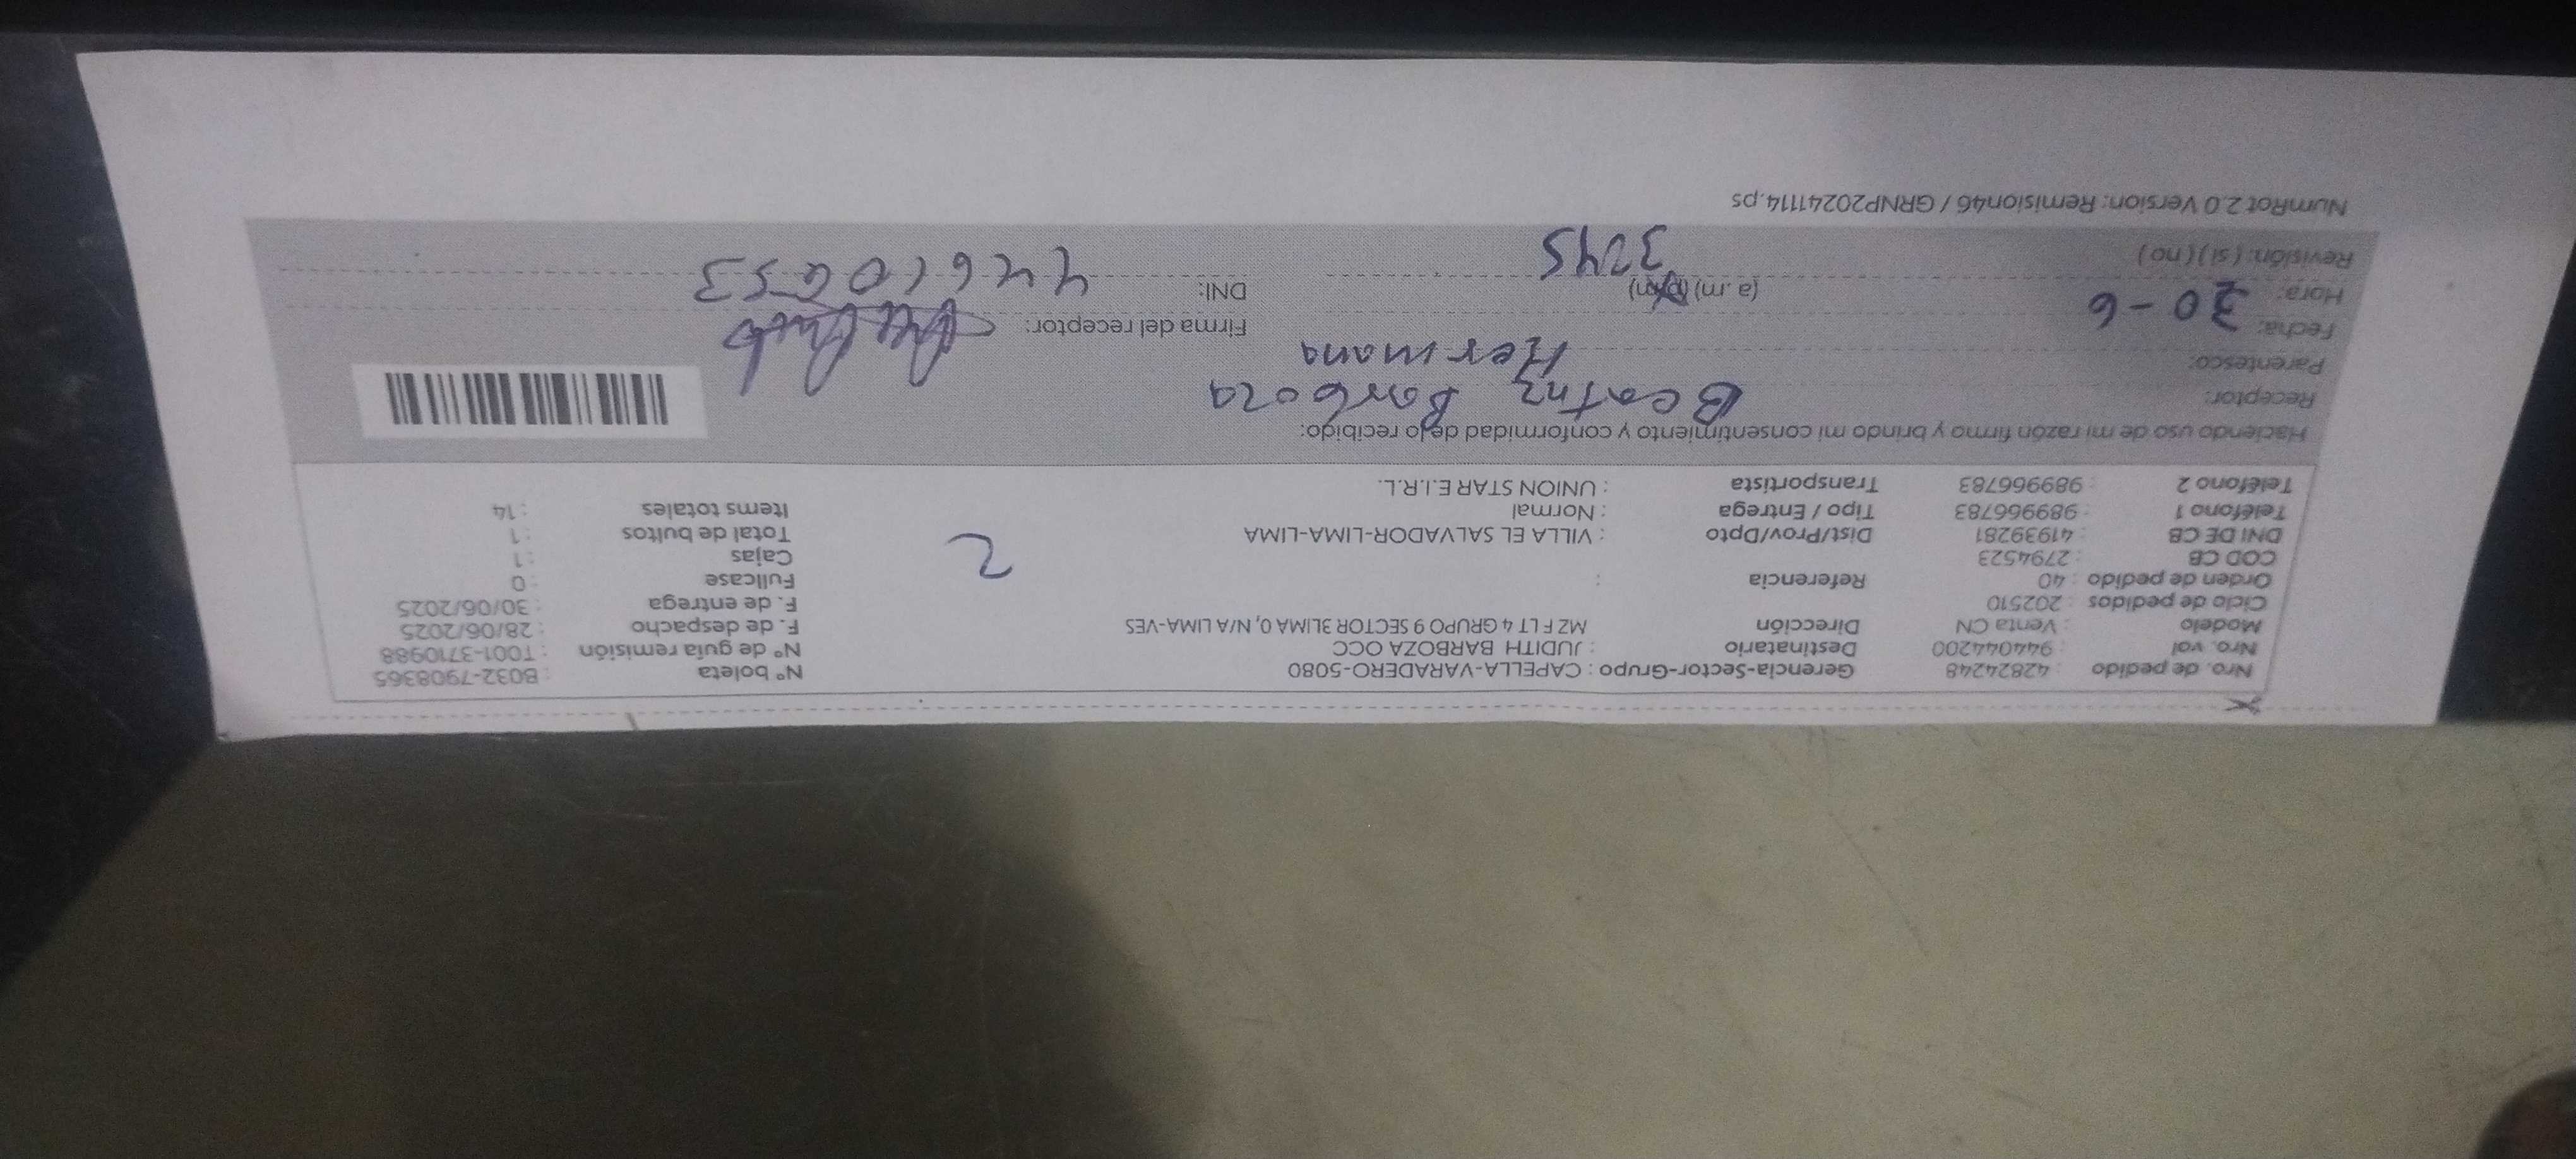 Nro. de pedido : 42824248 Gerencia-Sector-Grupo : CAPELLA-VARADERO-5080 N° boleta : B032-7908365
Nro. val : 944044200 Destinatario : JUDITH BARBOZA OCC N° de guía remisión : T001-3710988
Modelo : Venta CN Dirección MZ F LT 4 GRUPO 9 SECTOR 3LIMA 0, N/A LIMA-VES F. de despacho : 28/06/2025
Ciclo de pedidos : 202510 F. de entrega : 30/06/2025
Orden de pedido : 40 Referencia : Fullcase : 0
COD CB : 2794523 Cajas : 1
DNI DE CB : 41939281 Dist/Prov/Dpto : VILLA EL SALVADOR-LIMA-LIMA Total de bultos : 1
Teléfono 1 : 989966783 Tipo / Entrega : Normal Items totales : 14
Teléfono 2 : 989966783 Transportista : UNION STAR E.I.R.L.
2
Haciendo uso de mi razón firmo y brindo mi consentimiento y conformidad de lo recibido:
Receptor: Beatriz Barboza
Parentesco: Hermana
Fecha: 30-6 Firma del receptor:
Hora: (a.m) (p.m) 3245 DNI:
Revisión: ( si ) ( no )
NumRot 2.0 Version: Remision46 / GRNP20241114.ps